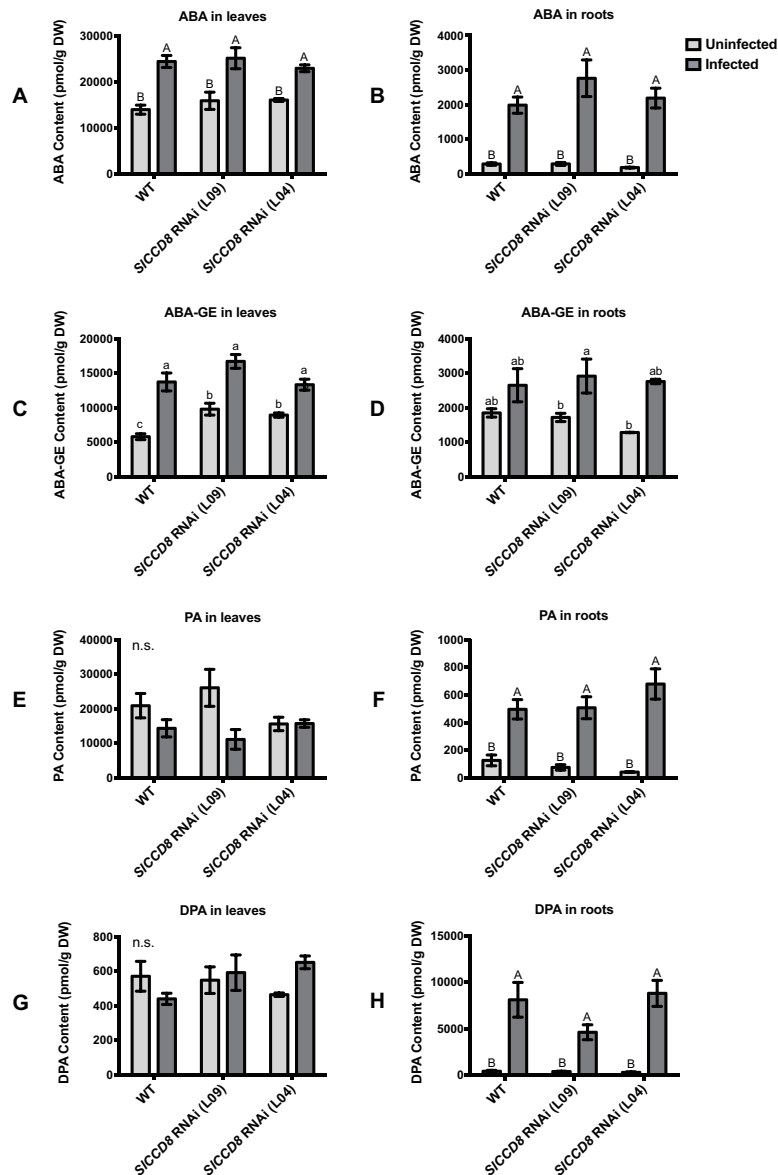 ABA in leaves
A
ABA Content (pmol/g DW)
30000
20000
10000
0
B
A
B
A
B
A
WT
SlCCD8 RNAi (L09)
SlCCD8 RNAi (L04)
ABA in roots
B
ABA Content (pmol/g DW)
4000
3000
2000
1000
0
B
A
B
A
B
A
WT
SlCCD8 RNAi (L09)
SlCCD8 RNAi (L04)
Uninfected
Infected
ABA-GE in leaves
C
ABA-GE Content (pmol/g DW)
20000
15000
10000
5000
0
c
a
b
a
b
a
WT
SlCCD8 RNAi (L09)
SlCCD8 RNAi (L04)
ABA-GE in roots
D
ABA-GE Content (pmol/g DW)
4000
3000
2000
1000
0
ab
ab
b
a
b
ab
WT
SlCCD8 RNAi (L09)
SlCCD8 RNAi (L04)
PA in leaves
E
PA Content (pmol/g DW)
40000
30000
20000
10000
0
n.s.
WT
SlCCD8 RNAi (L09)
SlCCD8 RNAi (L04)
PA in roots
F
PA Content (pmol/g DW)
1000
800
600
400
200
0
B
A
B
A
B
A
WT
SlCCD8 RNAi (L09)
SlCCD8 RNAi (L04)
DPA in leaves
G
DPA Content (pmol/g DW)
800
600
400
200
0
n.s.
WT
SlCCD8 RNAi (L09)
SlCCD8 RNAi (L04)
DPA in roots
H
DPA Content (pmol/g DW)
15000
10000
5000
0
B
A
B
A
B
A
WT
SlCCD8 RNAi (L09)
SlCCD8 RNAi (L04)